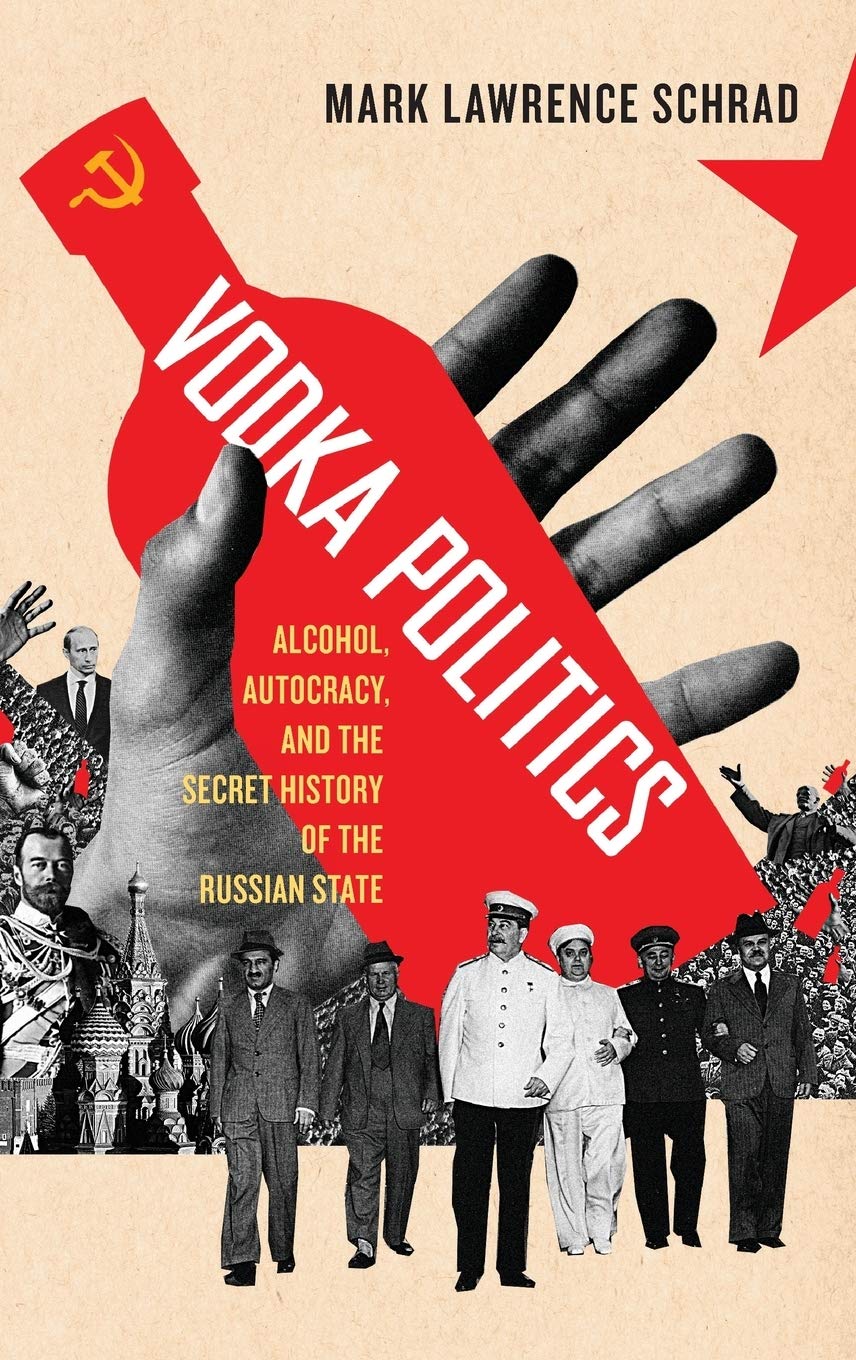 MARK LAWRENCE SCHRAD
VODKA POLITICS
ALCOHOL,
AUTOCRACY,
AND THE
SECRET HISTORY
OF THE
RUSSIAN STATE